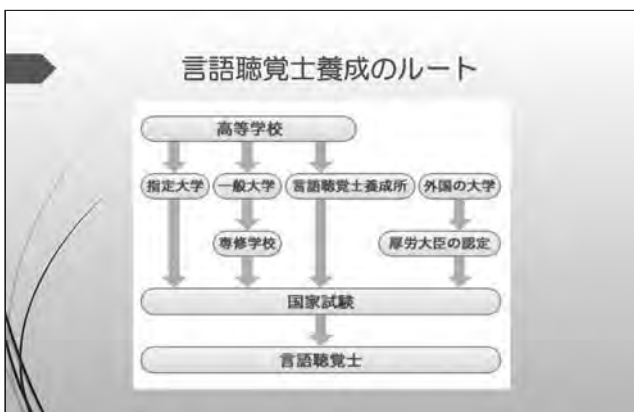 言語聴覚士養成のルート
高等学校
指定大学 一般大学 言語聴覚士養成所 外国の大学
専修学校 厚労大臣の認定
国家試験
言語聴覚士